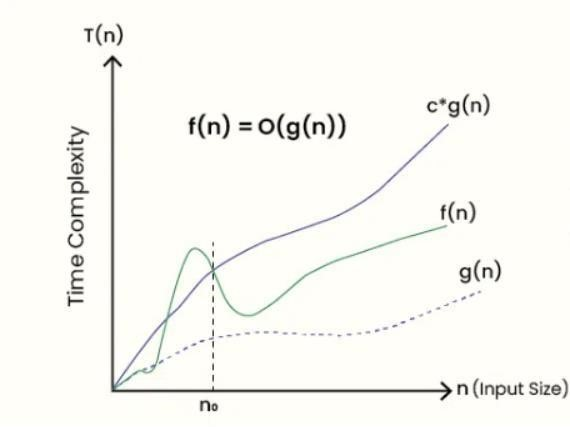 T(n)
c*g(n)
f(n) = O(g(n))
Time Complexity
f(n)
g(n)
n (Input Size)
n₀